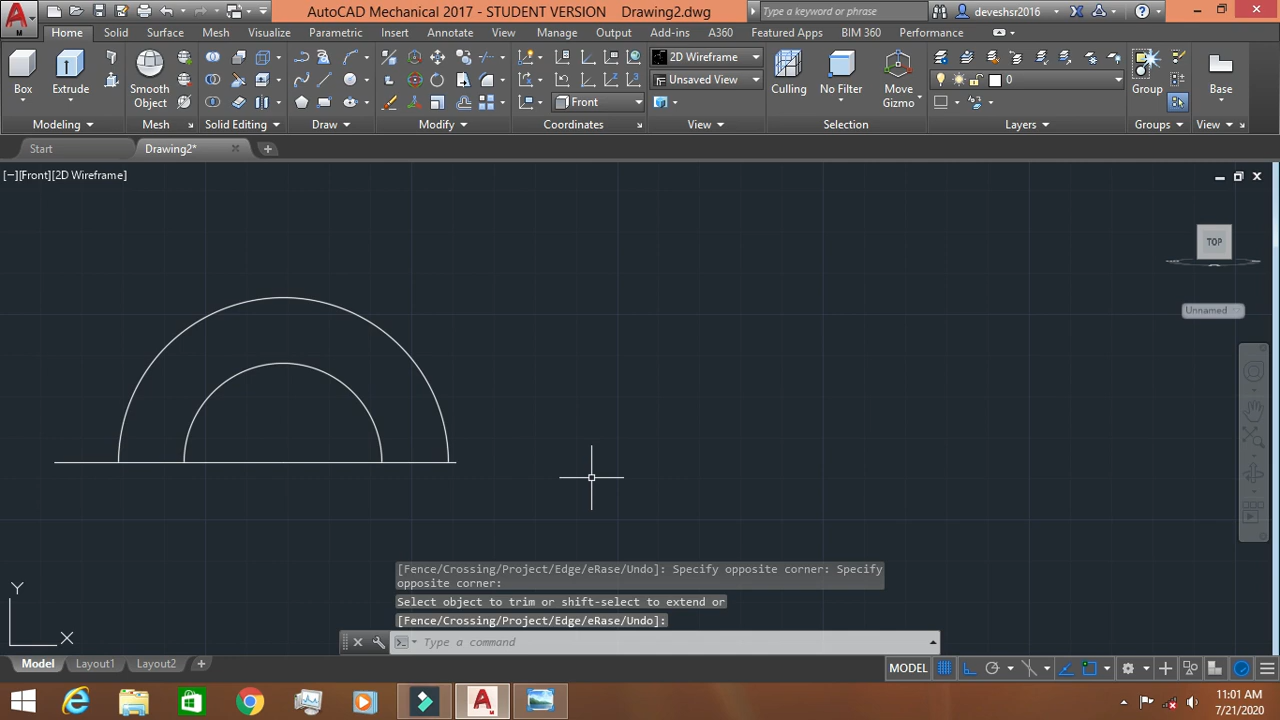 AutoCAD Mechanical 2017 - STUDENT VERSION Drawing2.dwg
Type a keyword or phrase
deveshsr2016
Home Solid Surface Mesh Visualize Parametric Insert Annotate View Manage Output Add-ins A360 Featured Apps BIM 360 Performance
M
Box
Extrude
Smooth
Object
2D Wireframe
Unsaved View
Front
Culling
No Filter
Move
Gizmo
0
Group
Base
Modeling
Mesh
Solid Editing
Draw
Modify
Coordinates
View
Selection
Layers
Groups
View
Start
Drawing2*
[−][Front][2D Wireframe]
TOP
Unnamed
Y
X
[Fence/Crossing/Project/Edge/eRase/Undo]: Specify opposite corner: Specify
opposite corner:
Select object to trim or shift-select to extend or
[Fence/Crossing/Project/Edge/eRase/Undo]:
Type a command
Model Layout1 Layout2
MODEL
11:01 AM
7/21/2020